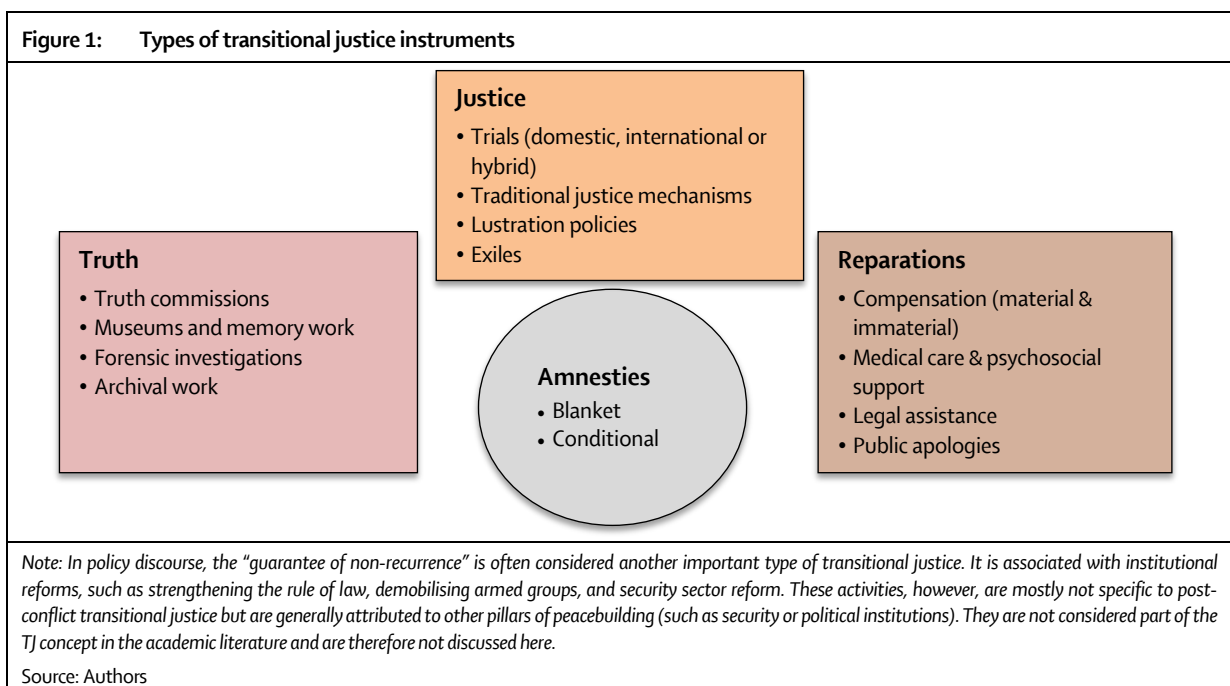 Figure 1: Types of transitional justice instruments
Justice
• Trials (domestic, international or
hybrid)
• Traditional justice mechanisms
• Lustration policies
• Exiles
Truth
• Truth commissions
• Museums and memory work
• Forensic investigations
• Archival work
Reparations
• Compensation (material &
immaterial)
• Medical care & psychosocial
support
• Legal assistance
• Public apologies
Amnesties
• Blanket
• Conditional
Note: In policy discourse, the “guarantee of non-recurrence” is often considered another important type of transitional justice. It is associated with institutional
reforms, such as strengthening the rule of law, demobilising armed groups, and security sector reform. These activities, however, are mostly not specific to post-
conflict transitional justice but are generally attributed to other pillars of peacebuilding (such as security or political institutions). They are not considered part of the
TJ concept in the academic literature and are therefore not discussed here.
Source: Authors